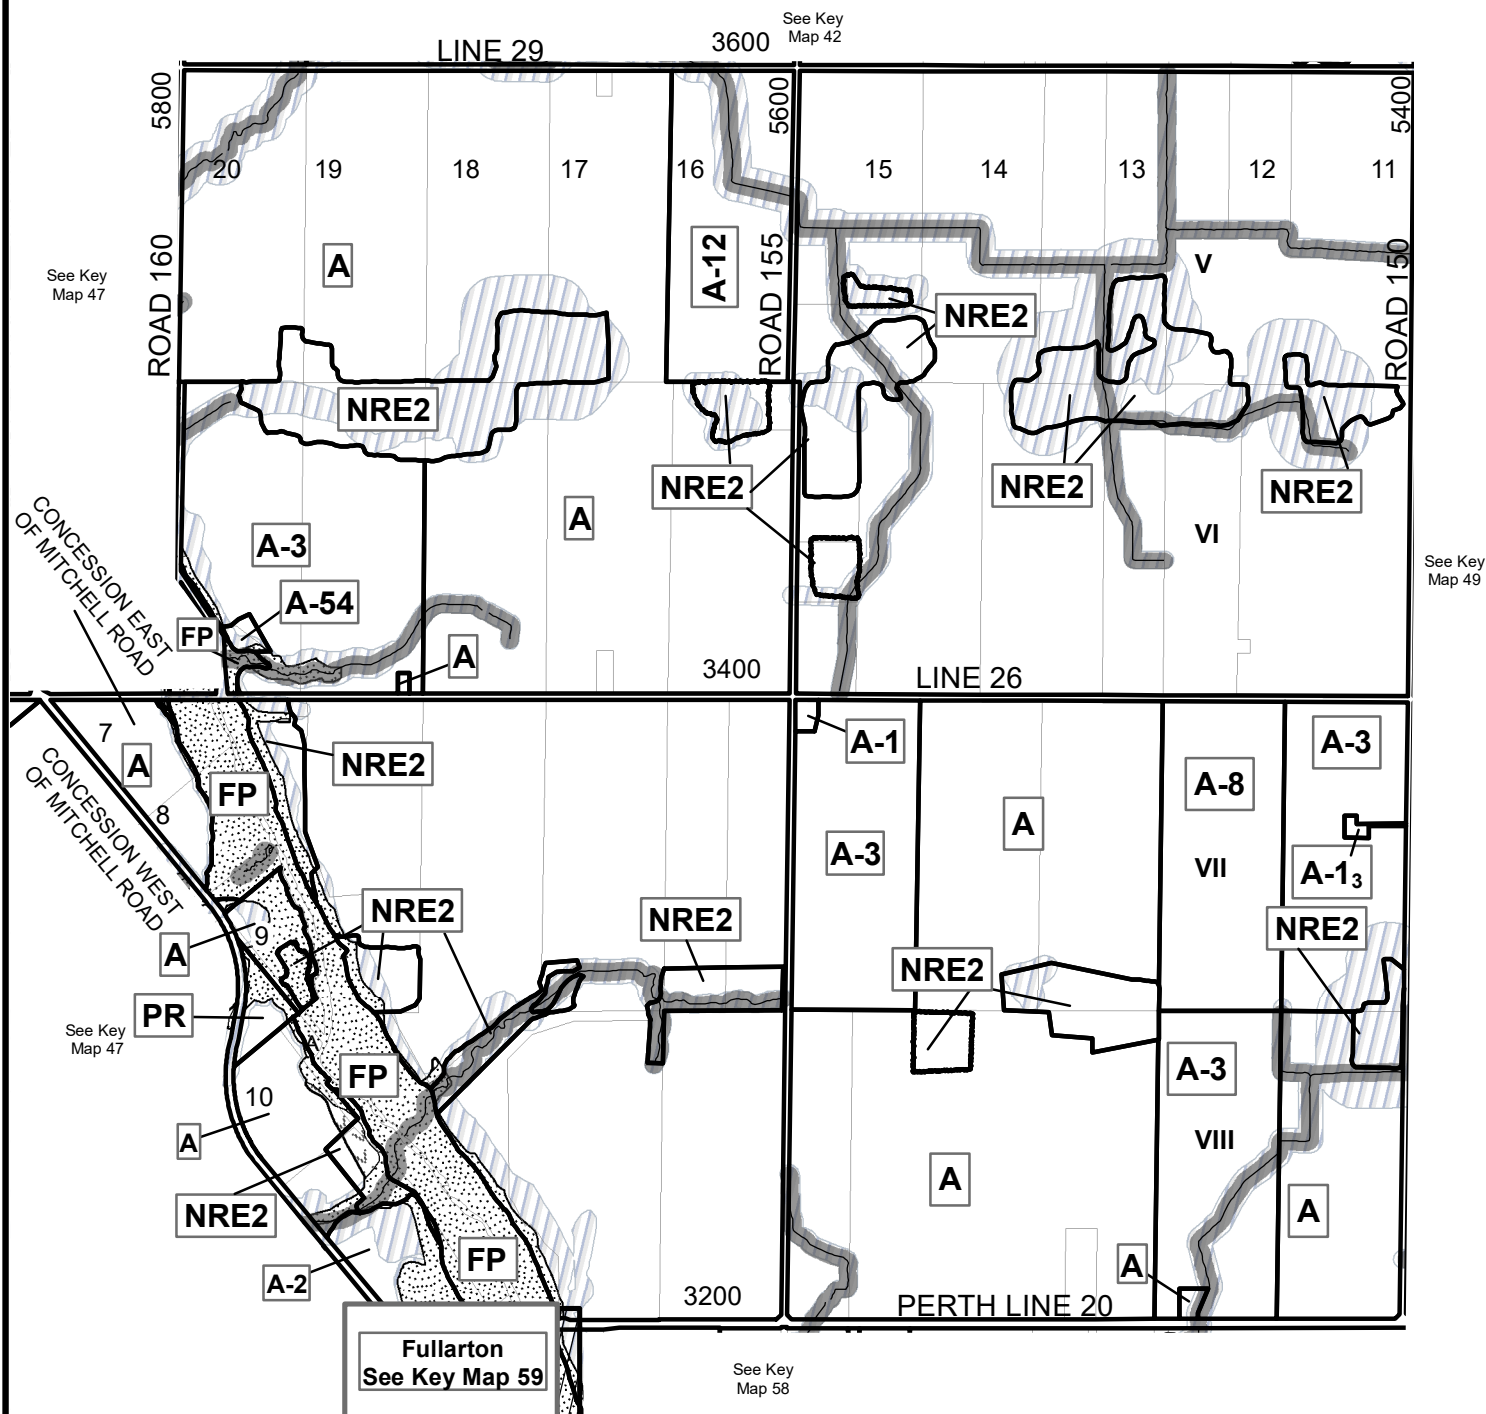 See Key
Map 42
LINE 29
3600
5800
5600
5400
20
19
18
17
16
15
14
13
12
11
ROAD 160
A
A-12
ROAD 155
V
ROAD 150
See Key
Map 47
NRE2
NRE2
NRE2
NRE2
NRE2
A
A-3
VI
See Key
Map 49
CONCESSION EAST
OF MITCHELL ROAD
A-54
FP
A
3400
LINE 26
7
A
NRE2
A-1
A-3
CONCESSION WEST
OF MITCHELL ROAD
8
FP
A-8
A
A-3
VII
A-13
NRE2
NRE2
NRE2
A
9
NRE2
PR
See Key
Map 47
FP
A-3
10
A
VIII
A
A
NRE2
FP
A
A-2
3200
PERTH LINE 20
Fullarton
See Key Map 59
See Key
Map 58